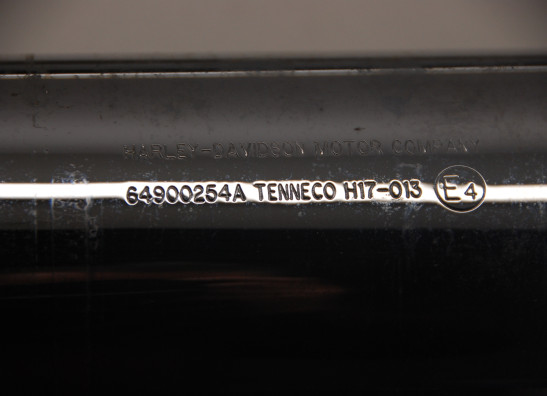 HARLEY-DAVIDSON MOTOR COMPANY
64900254A TENNECO H17-013 E4